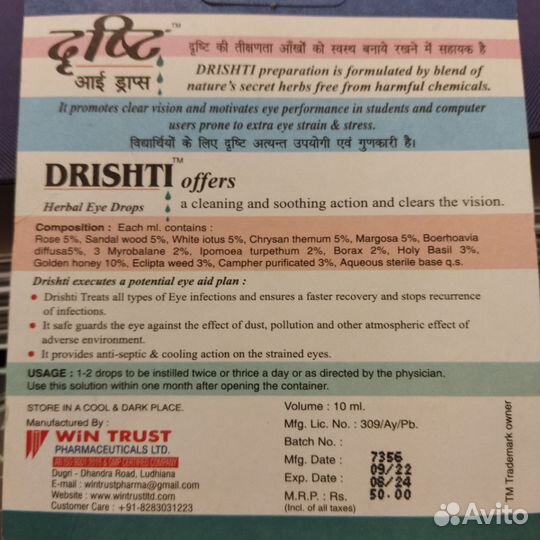 दृष्टि™
आई ड्राप्स
दृष्टि की तीक्षणता आँखों को स्वस्थ बनाये रखने में सहायक है
DRISHTI preparation is formulated by blend of
nature's secret herbs free from harmful chemicals.
It promotes clear vision and motivates eye performance in students and computer
users prone to extra eye strain & stress.
विद्यार्थियों के लिए दृष्टि अत्यन्त उपयोगी एवं गुणकारी है।
DRISHTI™ offers
Herbal Eye Drops a cleaning and soothing action and clears the vision.
Composition : Each ml. contains :
Rose 5%, Sandal wood 5%, White iotus 5%, Chrysan themum 5%, Margosa 5%, Boerhoavia
diffusa5%, 3 Myrobalane 2%, Ipomoea turpethum 2%, Borax 2%, Holy Basil 3%,
Golden honey 10%, Eclipta weed 3%, Campher purificated 3%, Aqueous sterile base q.s.
Drishti executes a potential eye aid plan :
• Drishti Treats all types of Eye infections and ensures a faster recovery and stops recurrence
of infections.
• It safe guards the eye against the effect of dust, pollution and other atmospheric effect of
adverse environment.
• It provides anti-septic & cooling action on the strained eyes.
USAGE : 1-2 drops to be instilled twice or thrice a day or as directed by the physician.
Use this solution within one month after opening the container.
STORE IN A COOL & DARK PLACE.
Manufactured By :
WIN TRUST
PHARMACEUTICALS LTD.
AN ISO 9001:2015 & GMP CERTIFIED COMPANY
Dugri - Dhandra Road, Ludhiana
E-mail : wintrustpharma@gmail.com
Website : www.wintrustltd.com
Customer Care : +91-8283031223
Volume : 10 ml.
Mfg. Lic. No. : 309/Ay/Pb.
Batch No. : 7356
Mfg. Date : 09/22
Exp. Date : 08/24
M.R.P. : Rs. 50.00
(Incl. of all taxes)
TM Trademark owner
Avito